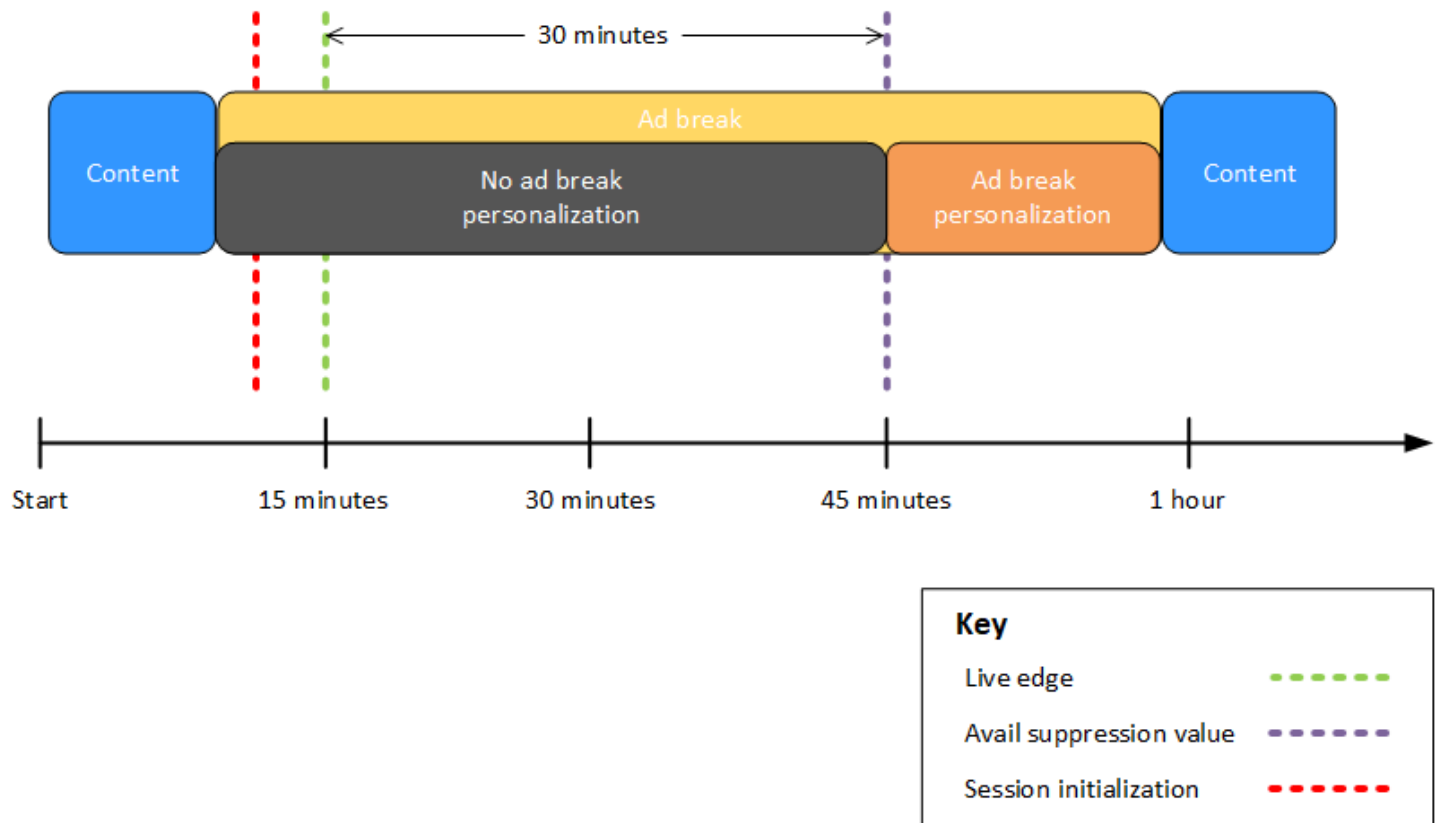 30 minutes
Ad break
Content
No ad break
personalization
Ad break
personalization
Content
Start
15 minutes
30 minutes
45 minutes
1 hour
Key
Live edge
Avail suppression value
Session initialization